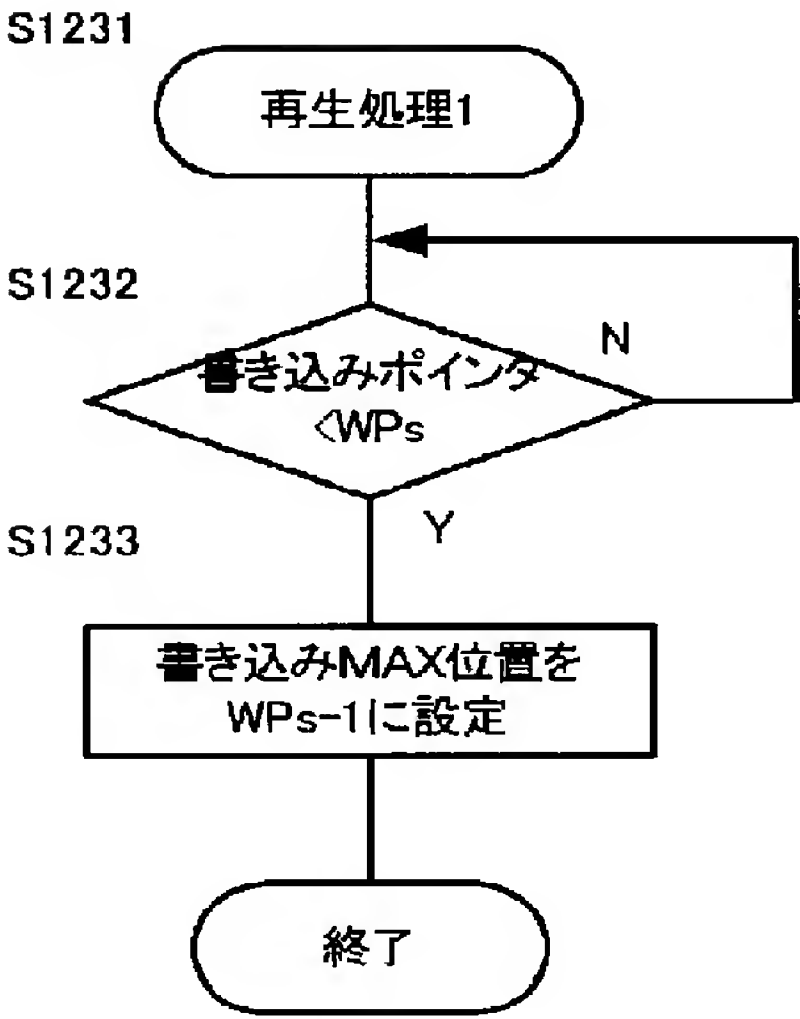 S1231
再生処理1
S1232
書き込みポインタ
<WPs
N
Y
S1233
書き込みMAX位置を
WPs-1に設定
終了